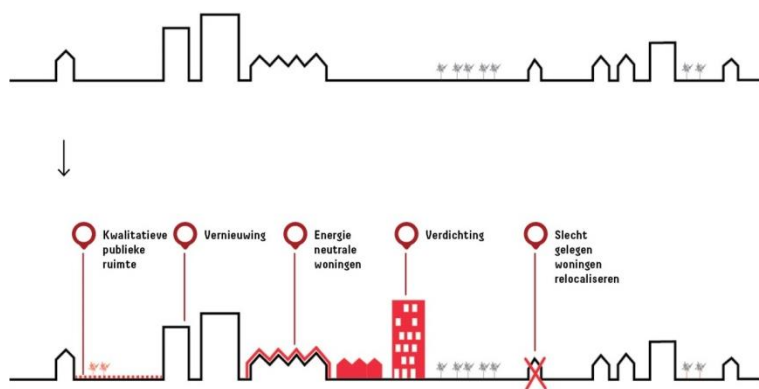 Kwalitatieve
publieke
ruimte
Vernieuwing
Energie
neutrale
woningen
Verdichting
Slecht
gelegen
woningen
relocaliseren